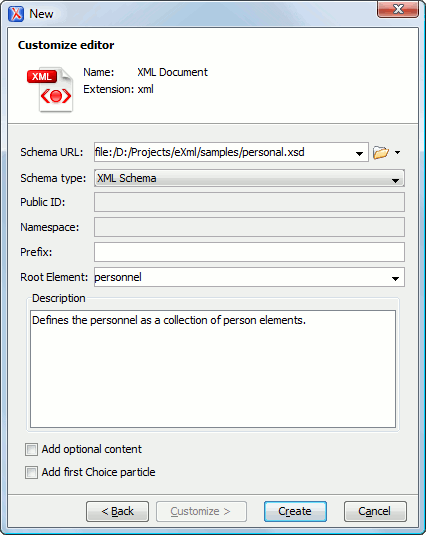 New
Customize editor
XML
Name: XML Document
Extension: xml
Schema URL: file:/D:/Projects/eXml/samples/personal.xsd
Schema type: XML Schema
Public ID:
Namespace:
Prefix:
Root Element: personnel
Description
Defines the personnel as a collection of person elements.
Add optional content
Add first Choice particle
< Back Customize > Create Cancel